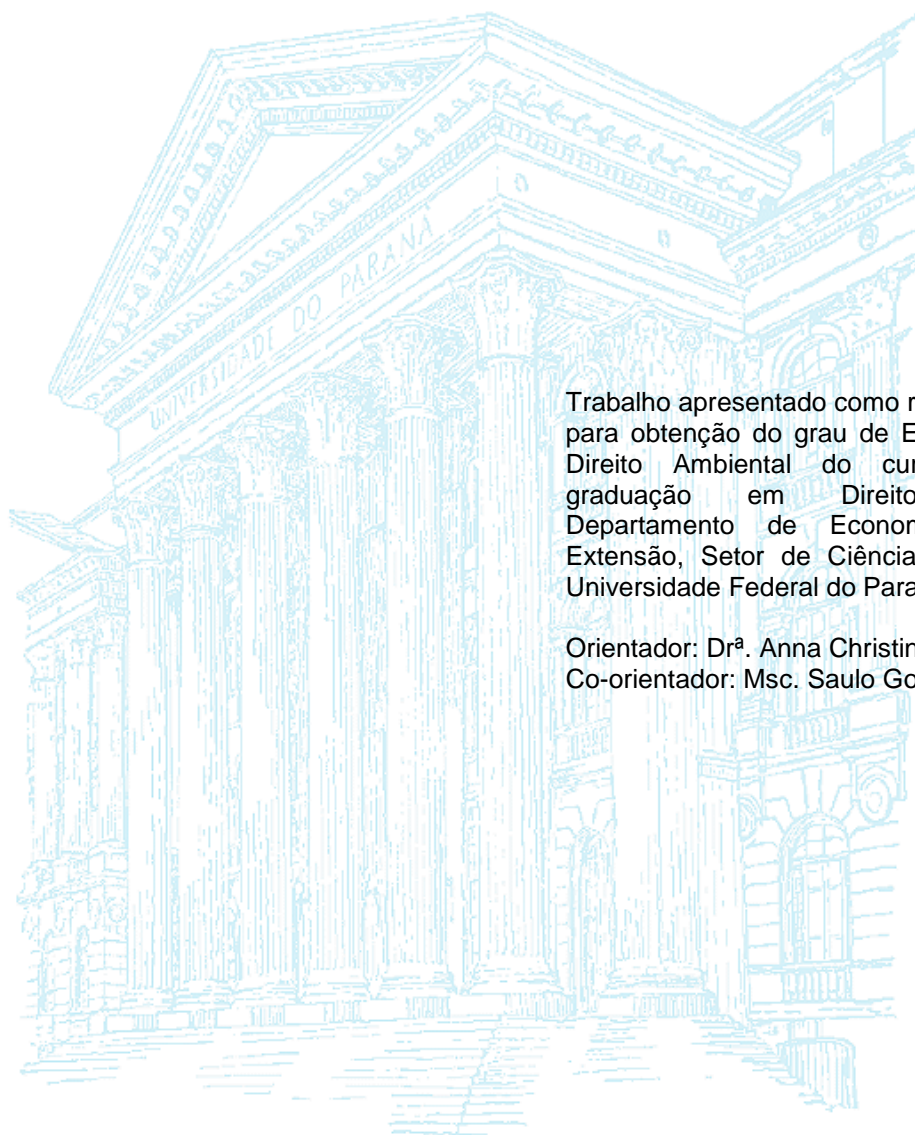 UNIVERSIDADE DO PARANÁ
Trabalho apresentado como r
para obtenção do grau de E
Direito Ambiental do cur
graduação em Direito
Departamento de Econom
Extensão, Setor de Ciência
Universidade Federal do Para
Orientador: Drª. Anna Christin
Co-orientador: Msc. Saulo Go